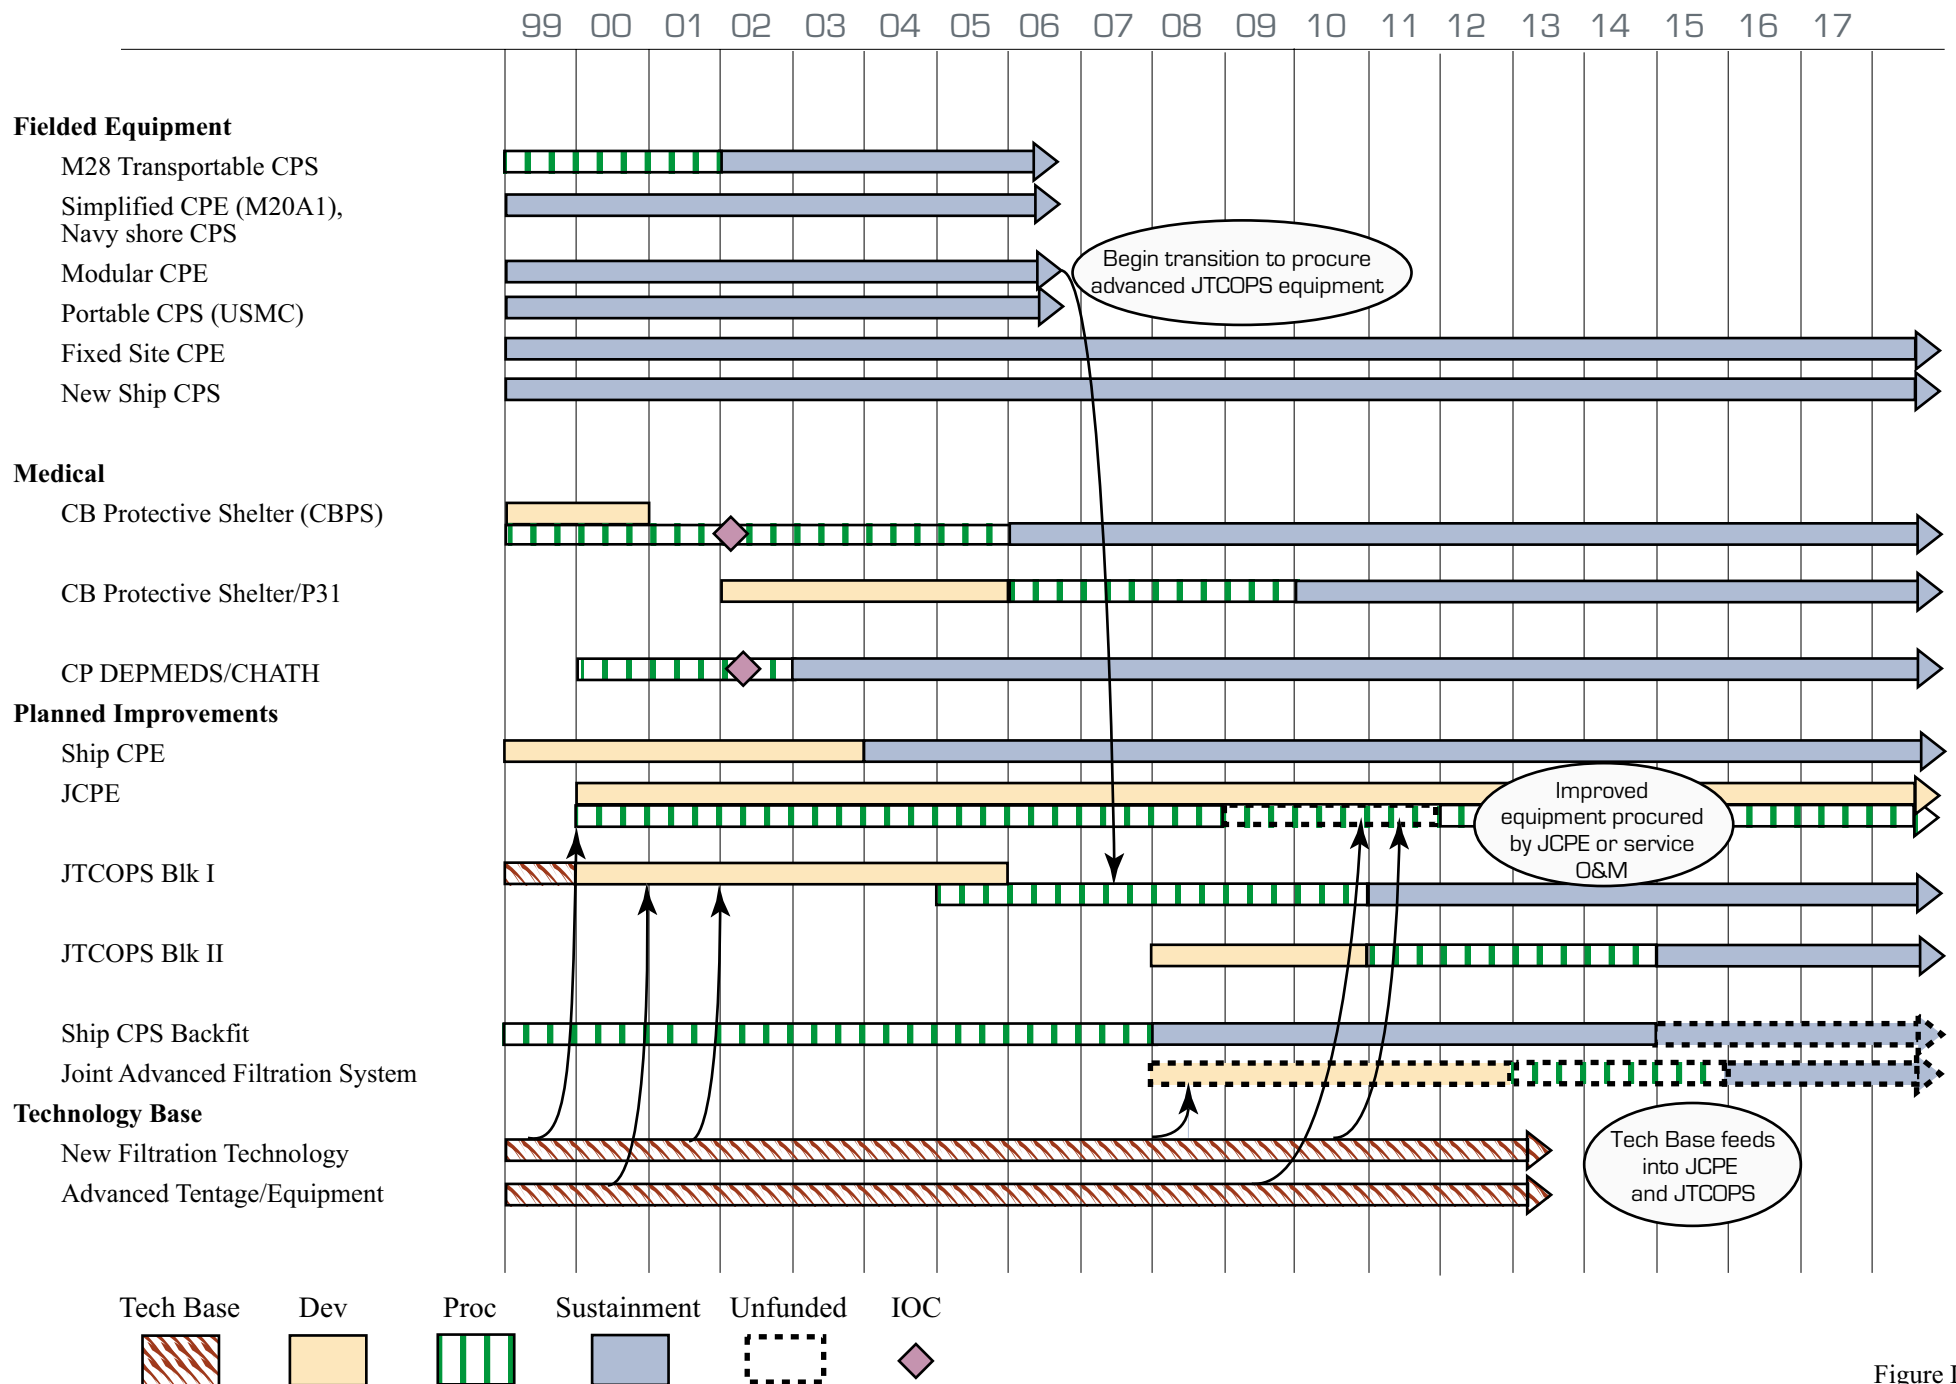 99 00 01 02 03 04 05 06 07 08 09 10 11 12 13 14 15 16 17
Fielded Equipment
M28 Transportable CPS
Simplified CPE (M20A1),
Navy shore CPS
Modular CPE
Portable CPS (USMC)
Fixed Site CPE
New Ship CPS
Begin transition to procure
advanced JTCOPS equipment
Medical
CB Protective Shelter (CBPS)
CB Protective Shelter/P31
CP DEPMEDS/CHATH
Planned Improvements
Ship CPE
JCPE
JTCOPS Blk I
JTCOPS Blk II
Ship CPS Backfit
Joint Advanced Filtration System
Improved
equipment procured
by JCPE or service
O&M
Technology Base
New Filtration Technology
Advanced Tentage/Equipment
Tech Base feeds
into JCPE
and JTCOPS
Tech Base Dev Proc Sustainment Unfunded IOC
Figure I